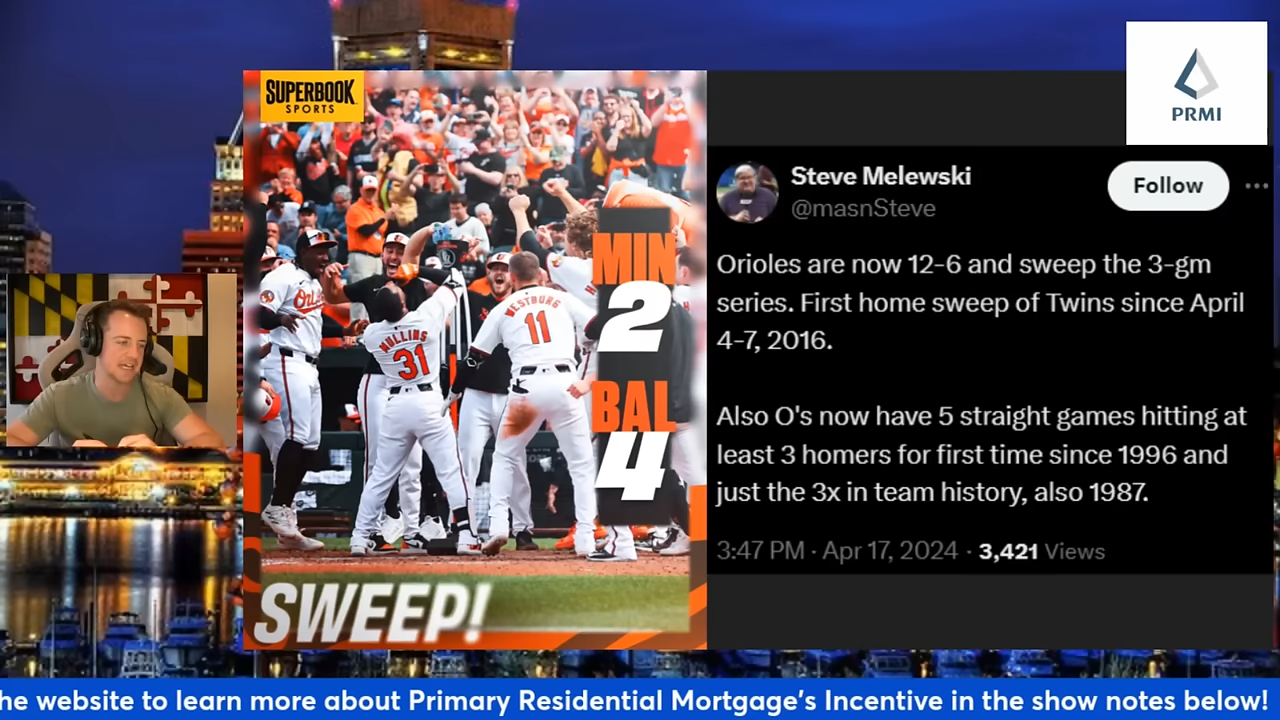 SUPERBOOK
SPORTS
PRMI
Steve Melewski
@masnSteve
Follow
Orioles are now 12-6 and sweep the 3-gm
series. First home sweep of Twins since April
4-7, 2016.
Also O's now have 5 straight games hitting at
least 3 homers for first time since 1996 and
just the 3x in team history, also 1987.
3:47 PM · Apr 17, 2024 · 3,421 Views
MULLINS
31
WESTBURG
11
MIN
2
BAL
4
SWEEP!
he website to learn more about Primary Residential Mortgage's Incentive in the show notes below!